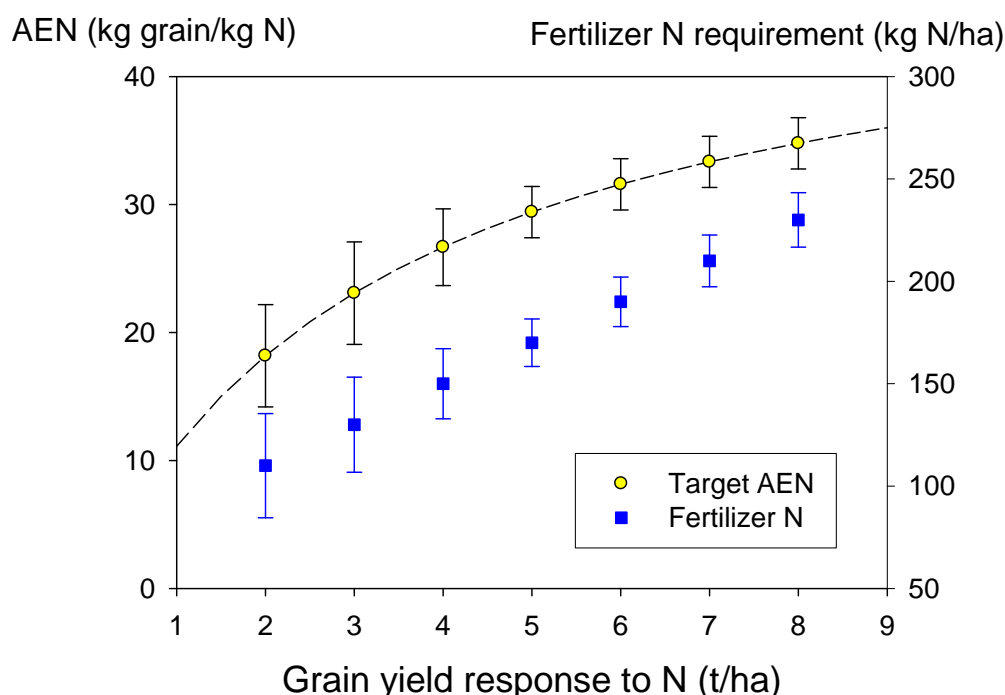 AEN (kg grain/kg N)
Fertilizer N requirement (kg N/ha)
40
300
250
30
200
20
150
10
100
0
50
Target AEN
Fertilizer N
1 2 3 4 5 6 7 8 9
Grain yield response to N (t/ha)